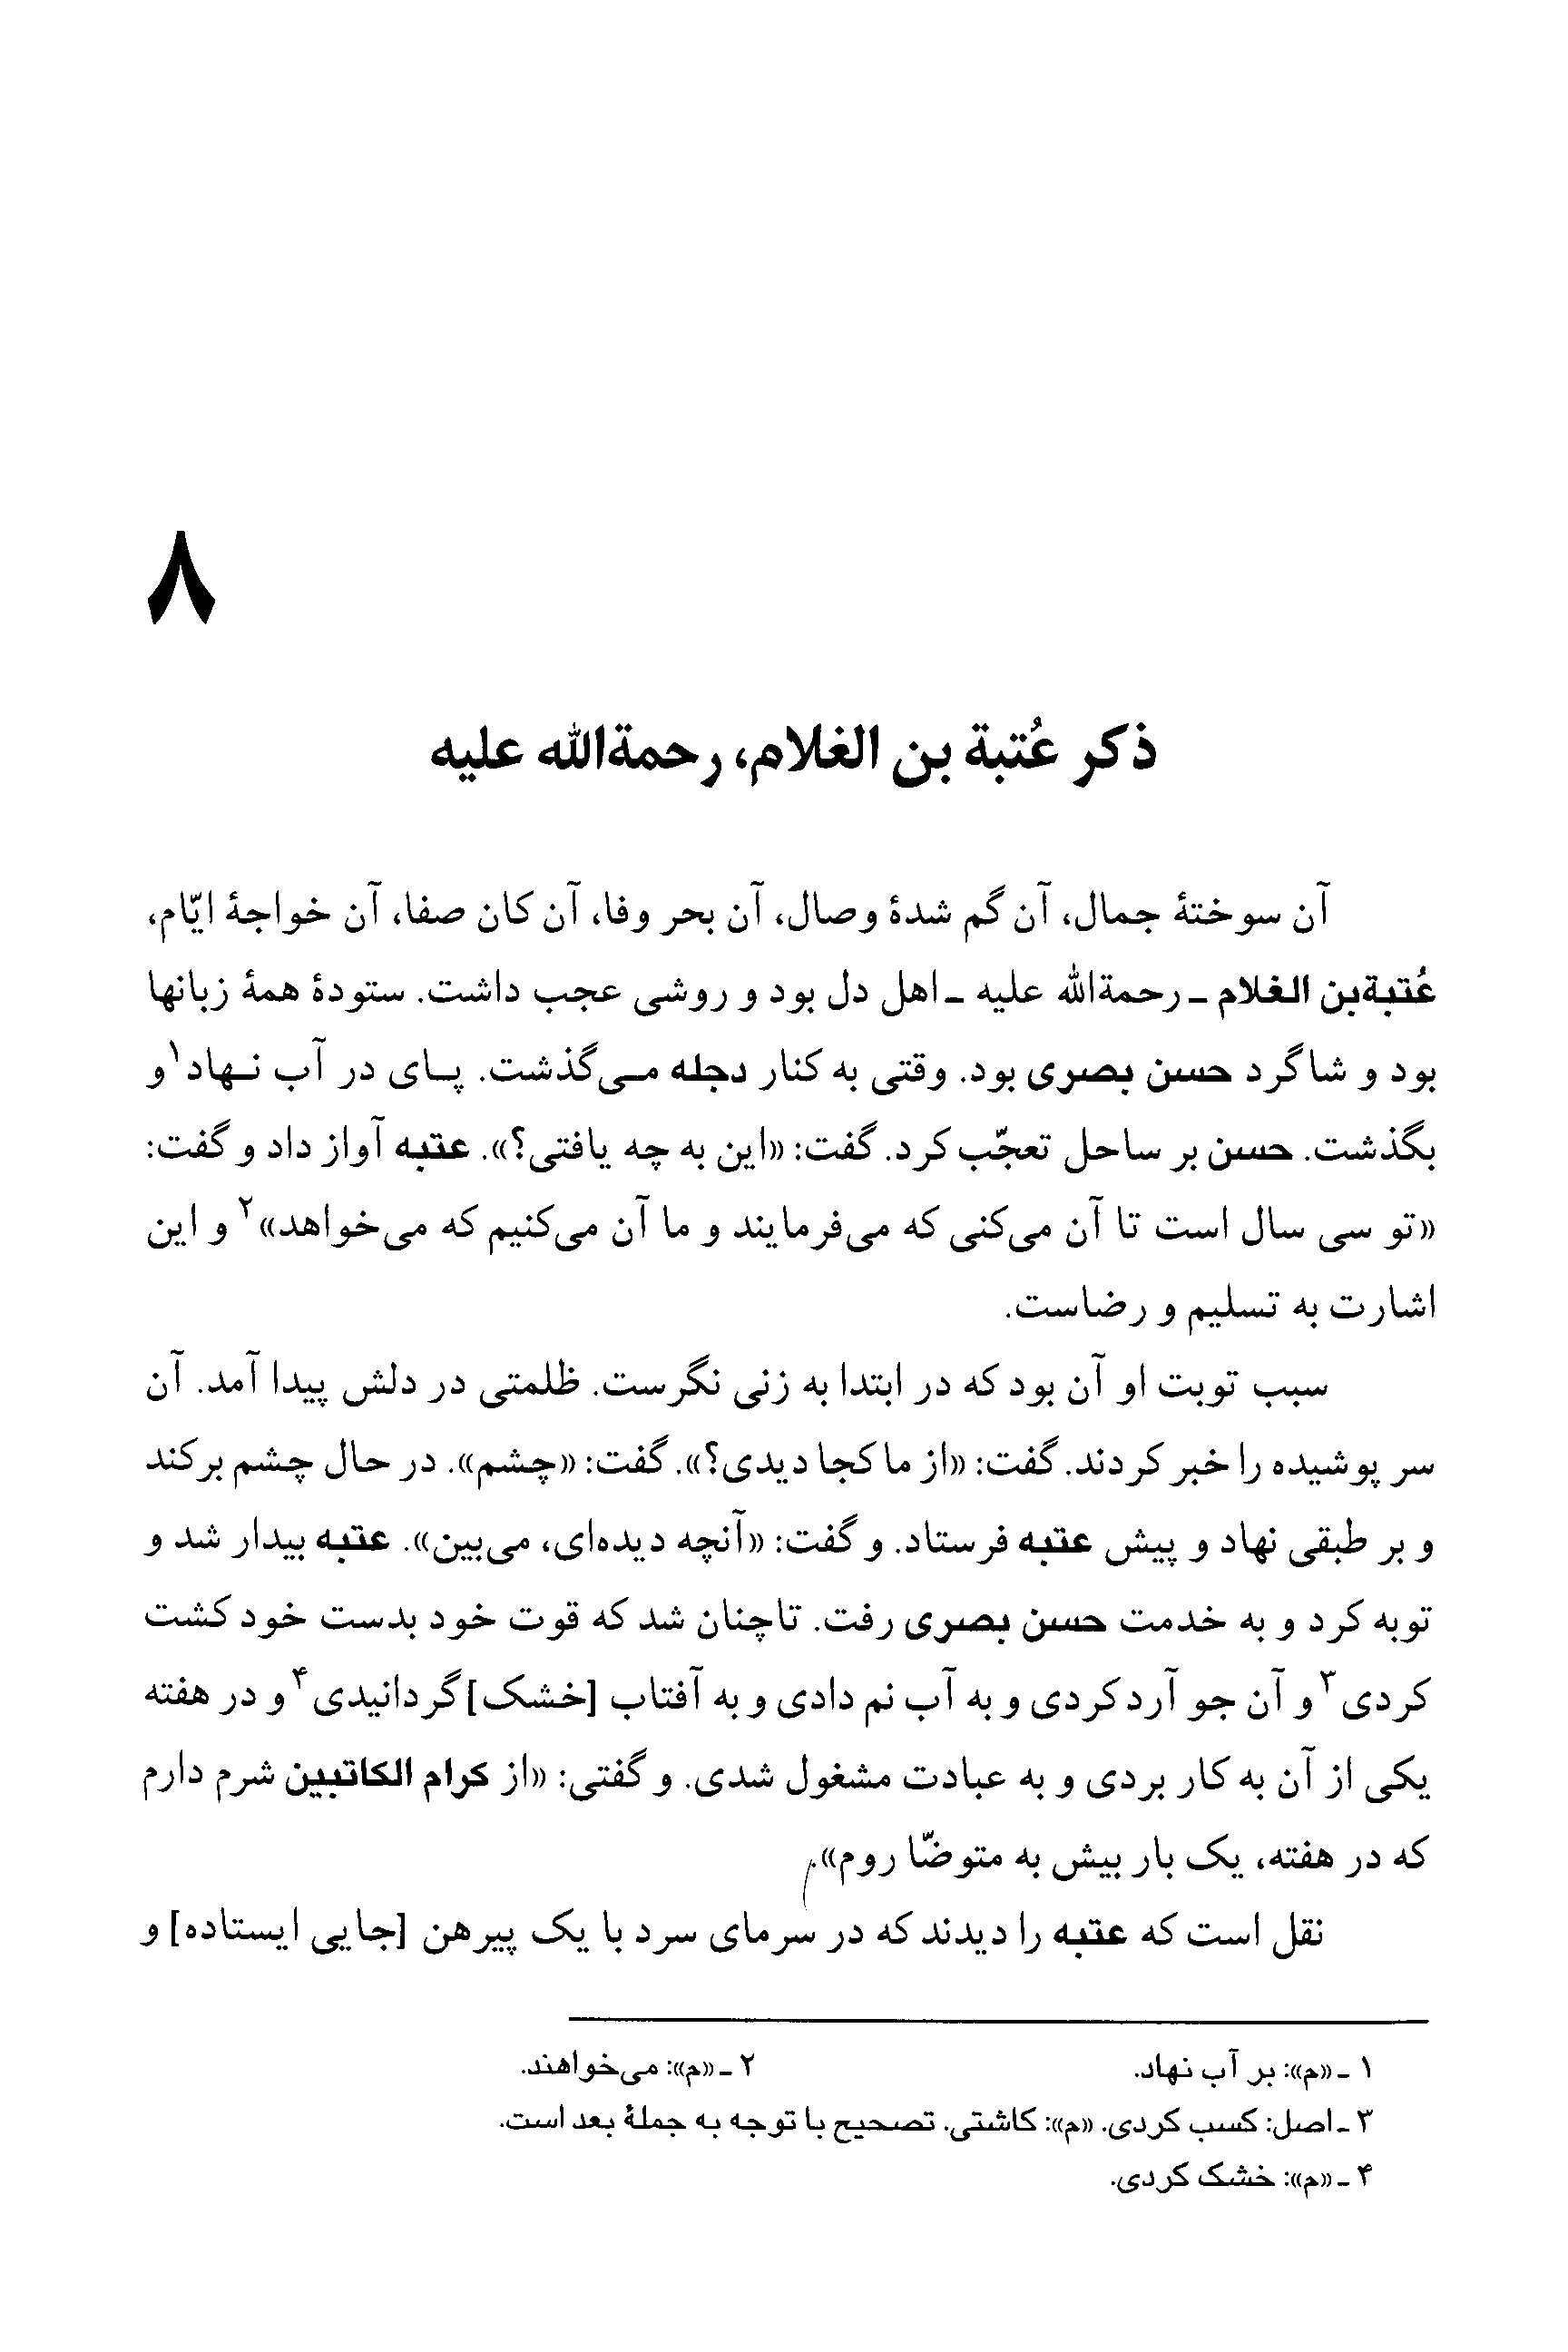 ۸
ذکر عُتبة بن الغلام، رحمةالله علیه
آن سوختهٔ جمال، آن گم شدهٔ وصال، آن بحر وفا، آن کان صفا، آن خواجهٔ ایّام،
عُتبةبن الغلام ـ رحمةالله علیه ـ اهل دل بود و روشی عجب داشت. ستودهٔ همهٔ زبانها
بود و شاگرد حسن بصری بود. وقتی به کنار دجله می‌گذشت. پای در آب نهاد۱ و
بگذشت. حسن بر ساحل تعجّب کرد. گفت: «این به چه یافتی؟». عتبه آواز داد و گفت:
«تو سی سال است تا آن می‌کنی که می‌فرمایند و ما آن می‌کنیم که می‌خواهد»۲ و این
اشارت به تسلیم و رضاست.
سبب توبت او آن بود که در ابتدا به زنی نگرست. ظلمتی در دلش پیدا آمد. آن
سر پوشیده را خبر کردند. گفت: «از ما کجا دیدی؟». گفت: «چشم». در حال چشم برکند
و بر طبقی نهاد و پیش عتبه فرستاد. و گفت: «آنچه دیده‌ای، می‌بین». عتبه بیدار شد و
توبه کرد و به خدمت حسن بصری رفت. تاچنان شد که قوت خود بدست خود کشت
کردی۳ و آن جو آرد کردی و به آب نم دادی و به آفتاب [خشک] گردانیدی۴ و در هفته
یکی از آن به کار بردی و به عبادت مشغول شدی. و گفتی: «از کرام الکاتبین شرم دارم
که در هفته، یک بار بیش به متوضّا روم».
نقل است که عتبه را دیدند که در سرمای سرد با یک پیرهن [جایی ایستاده] و
۱ ـ «م»: بر آب نهاد. ۲ ـ «م»: می‌خواهند.
۳ ـ اصل: کسب کردی. «م»: کاشتی. تصحیح با توجه به جملهٔ بعد است.
۴ ـ «م»: خشک کردی.